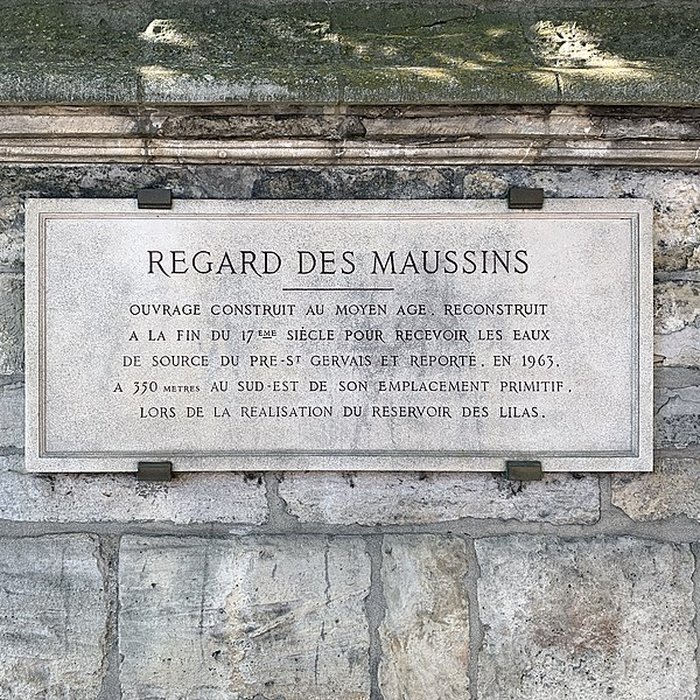 REGARD DES MAUSSINS
OUVRAGE CONSTRUIT AU MOYEN AGE, RECONSTRUIT
A LA FIN DU 17EME SIÈCLE POUR RECEVOIR LES EAUX
DE SOURCE DU PRE-ST GERVAIS ET REPORTE, EN 1963,
A 350 METRES AU SUD-EST DE SON EMPLACEMENT PRIMITIF,
LORS DE LA REALISATION DU RESERVOIR DES LILAS.